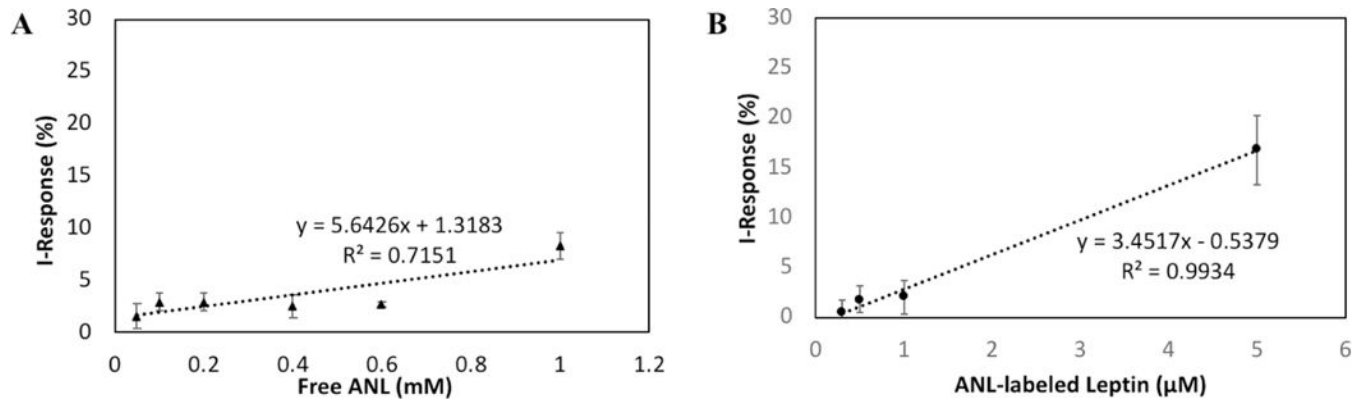 A
I-Response (%)
30
25
20
15
10
5
0
y = 5.6426x + 1.3183
R² = 0.7151
0 0.2 0.4 0.6 0.8 1 1.2
Free ANL (mM)
B
I-Response (%)
30
25
20
15
10
5
0
y = 3.4517x - 0.5379
R² = 0.9934
0 1 2 3 4 5 6
ANL-labeled Leptin (μM)